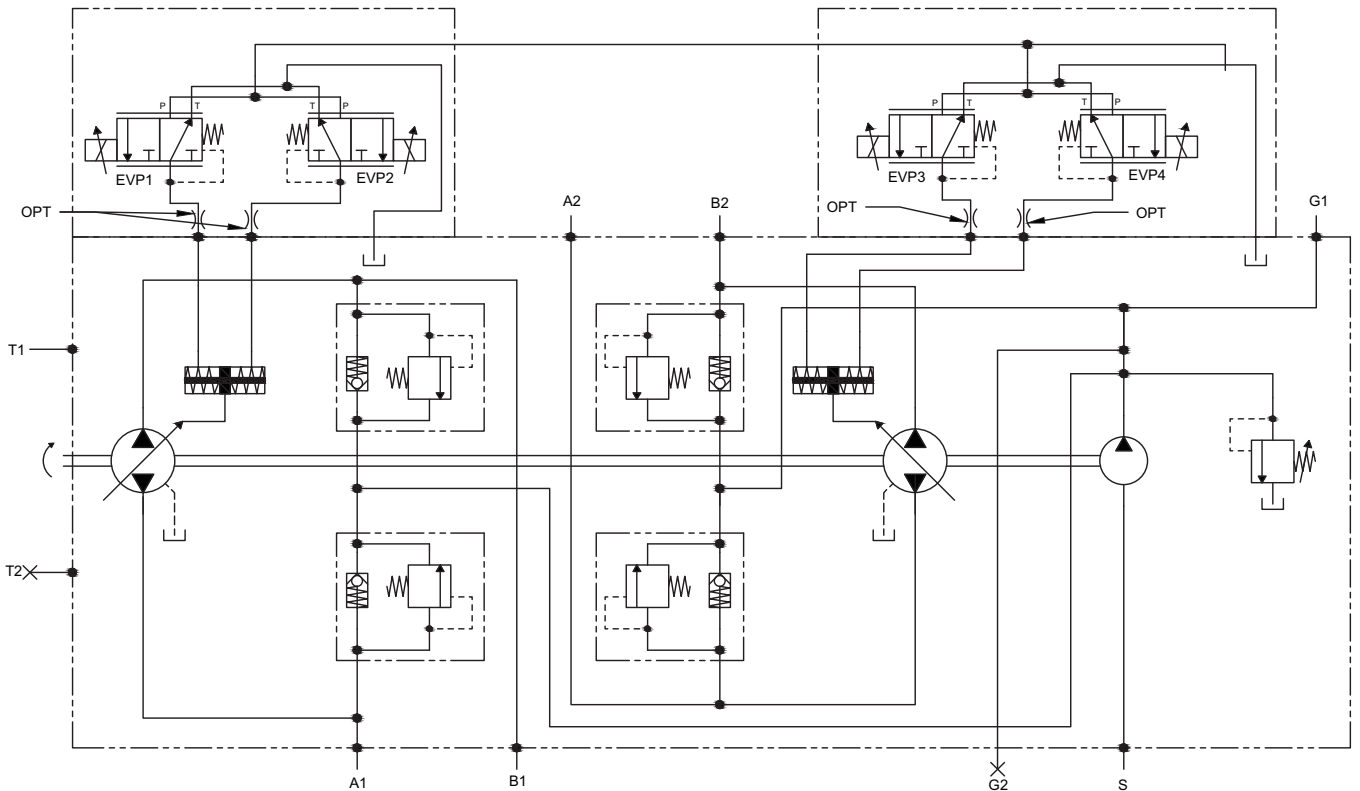 P T T P
P T T P
EVP1
EVP2
EVP3
EVP4
OPT
A2
B2
OPT
OPT
G1
T1
T2
A1
B1
G2
S